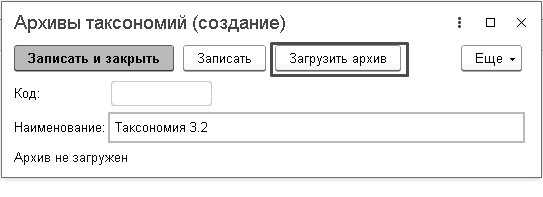 Архивы таксономий (создание)
Записать и закрыть Записать Загрузить архив Еще
Код:
Наименование: Таксономия 3.2
Архив не загружен